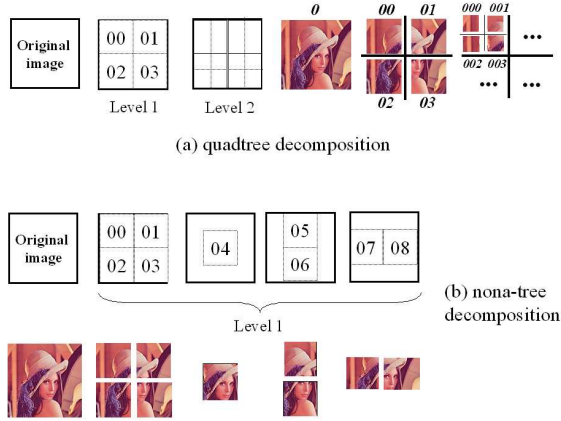 0 00 01 000 001
Original
image
00 01
02 03
...
002 003
... ...
02 03
Level 1 Level 2
(a) quadtree decomposition
Original
image
00 01
02 03
04
05
06
07 08
Level 1
(b) nona-tree
decomposition